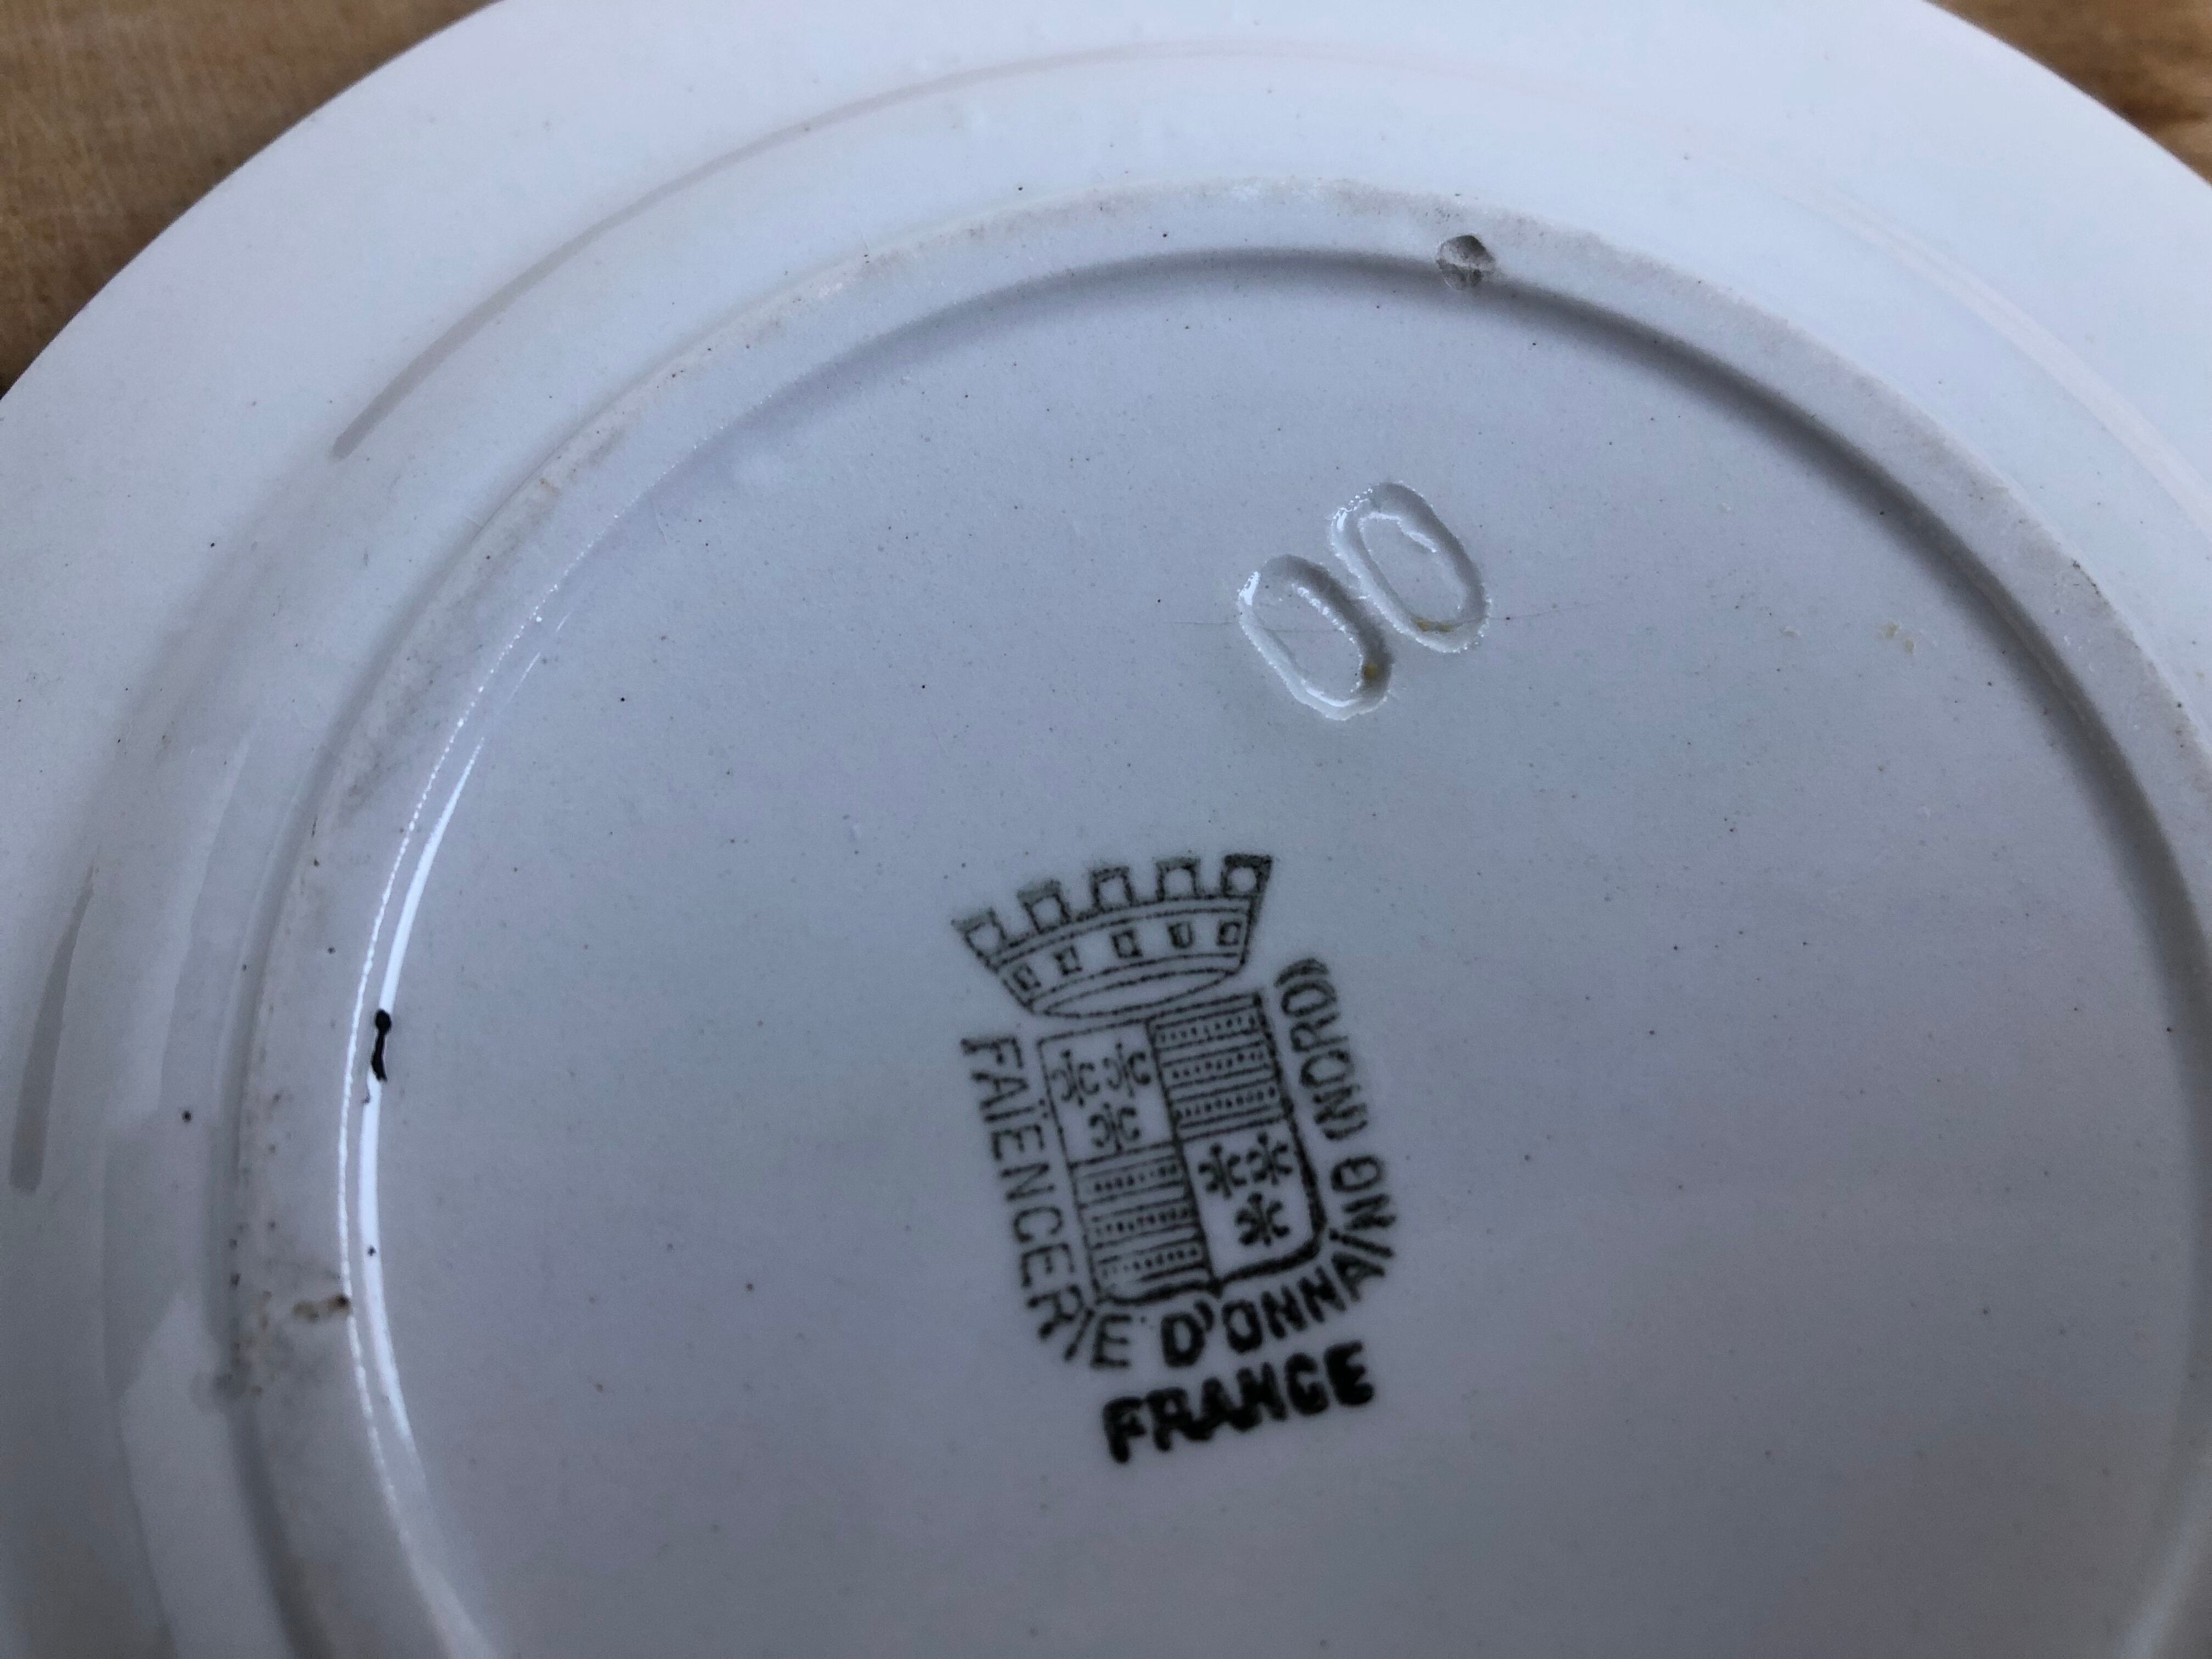 00
FAÏENCERIE D'ONNAING (NORD)
FRANCE